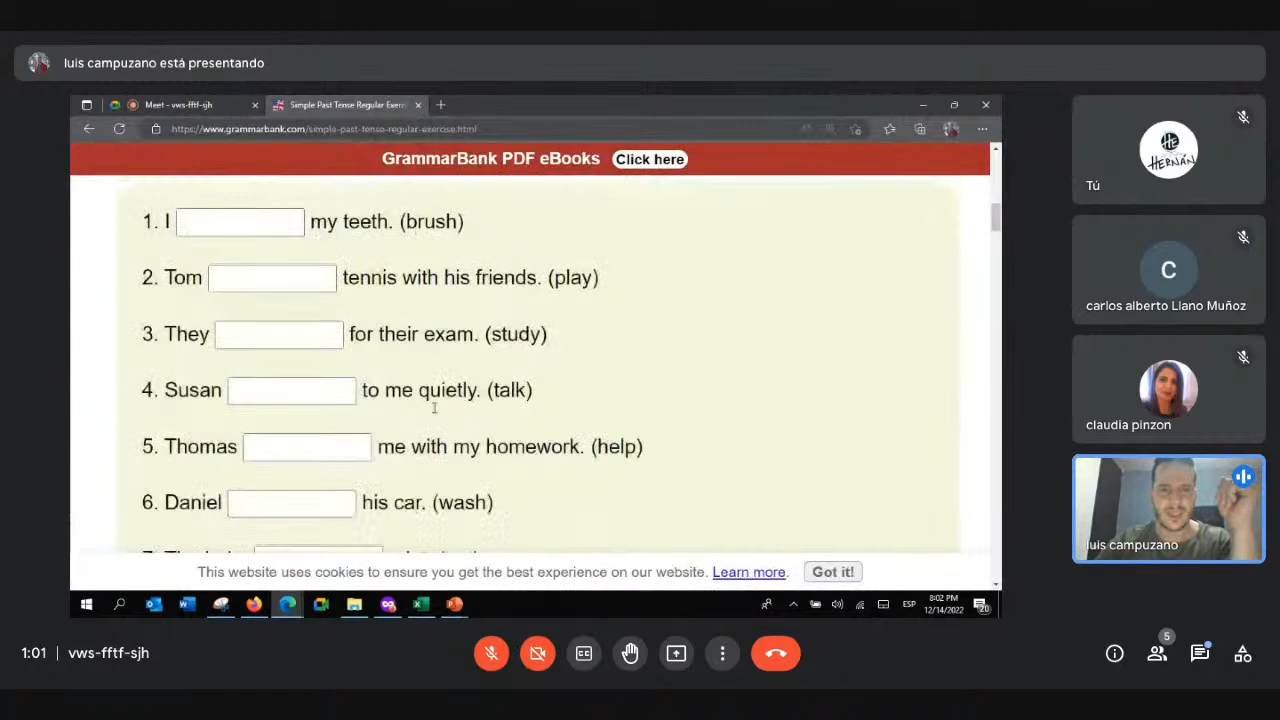 luis campuzano está presentando
Meet - vws-fftf-sjh
Simple Past Tense Regular Exerci
https://www.grammarbank.com/simple-past-tense-regular-exercise.html
GrammarBank PDF eBooks Click here
1. I my teeth. (brush)
2. Tom tennis with his friends. (play)
3. They for their exam. (study)
4. Susan to me quietly. (talk)
5. Thomas me with my homework. (help)
6. Daniel his car. (wash)
This website uses cookies to ensure you get the best experience on our website. Learn more. Got it!
ESP
8:02 PM
12/14/2022
20
HERNÁN
Tú
C
carlos alberto Llano Muñoz
claudia pinzon
luis campuzano
1:01 | vws-fftf-sjh
CC
5